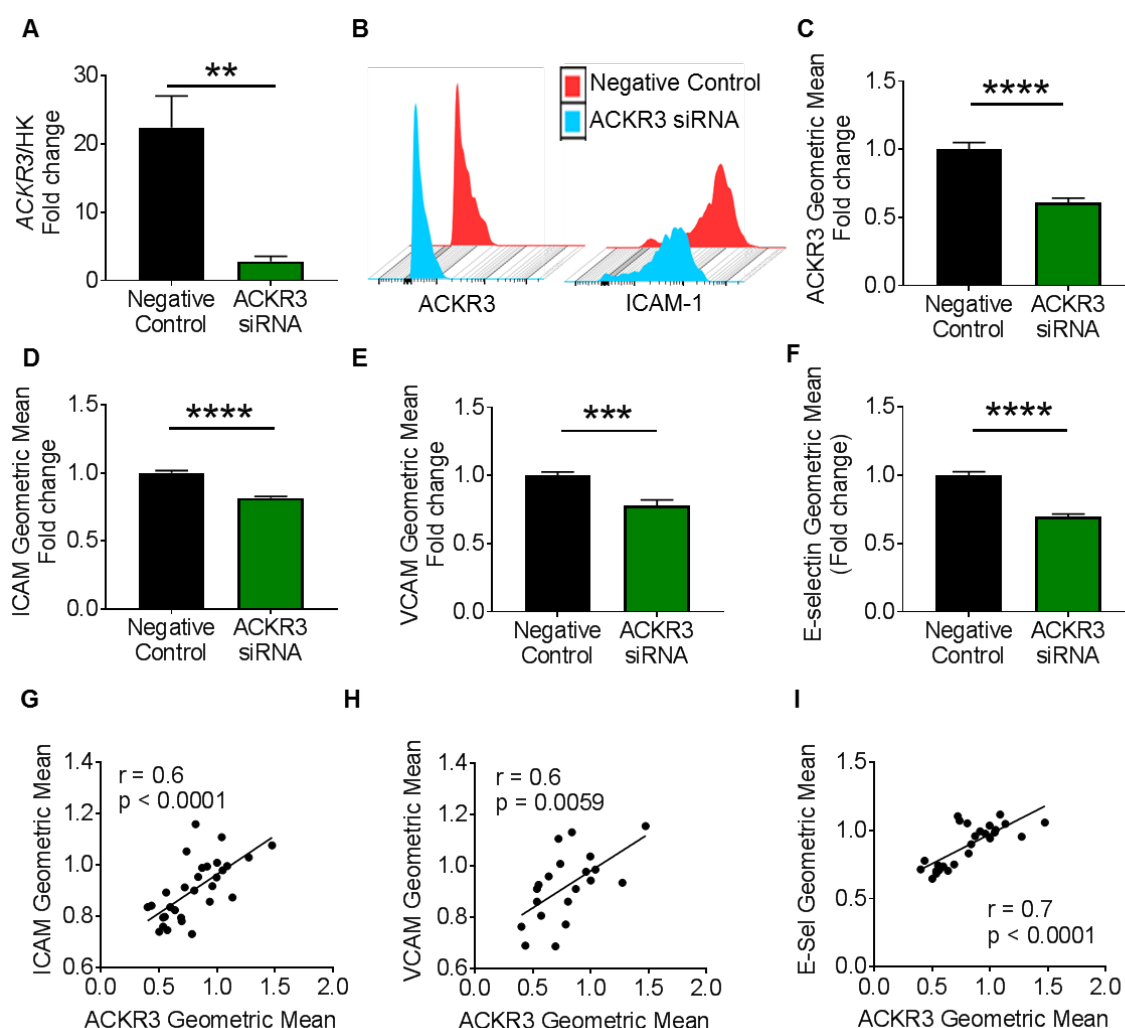 A
ACKR3/HK
Fold change
30
20
10
0
**
Negative
Control
ACKR3
siRNA
B
Negative Control
ACKR3 siRNA
ACKR3
ICAM-1
C
ACKR3 Geometric Mean
Fold change
1.5
1.0
0.5
0.0
****
Negative
Control
ACKR3
siRNA
D
ICAM Geometric Mean
Fold change
1.5
1.0
0.5
0.0
****
Negative
Control
ACKR3
siRNA
E
VCAM Geometric Mean
Fold change
1.5
1.0
0.5
0.0
***
Negative
Control
ACKR3
siRNA
F
E-selectin Geometric Mean
(Fold change)
1.5
1.0
0.5
0.0
****
Negative
Control
ACKR3
siRNA
G
ICAM Geometric Mean
1.4
1.2
1.0
0.8
0.6
r = 0.6
p < 0.0001
0.0 0.5 1.0 1.5 2.0
ACKR3 Geometric Mean
H
VCAM Geometric Mean
1.4
1.2
1.0
0.8
0.6
r = 0.6
p = 0.0059
0.0 0.5 1.0 1.5 2.0
ACKR3 Geometric Mean
I
E-Sel Geometric Mean
1.5
1.0
0.5
0.0
r = 0.7
p < 0.0001
0.0 0.5 1.0 1.5 2.0
ACKR3 Geometric Mean